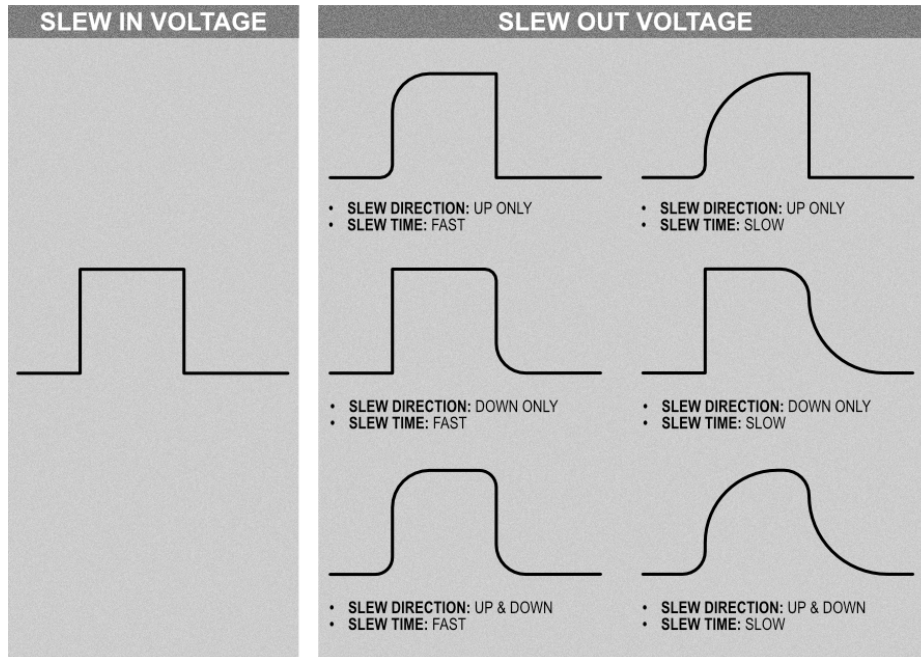 SLEW IN VOLTAGE
SLEW OUT VOLTAGE
• SLEW DIRECTION: UP ONLY
• SLEW TIME: FAST
• SLEW DIRECTION: UP ONLY
• SLEW TIME: SLOW
• SLEW DIRECTION: DOWN ONLY
• SLEW TIME: FAST
• SLEW DIRECTION: DOWN ONLY
• SLEW TIME: SLOW
• SLEW DIRECTION: UP & DOWN
• SLEW TIME: FAST
• SLEW DIRECTION: UP & DOWN
• SLEW TIME: SLOW